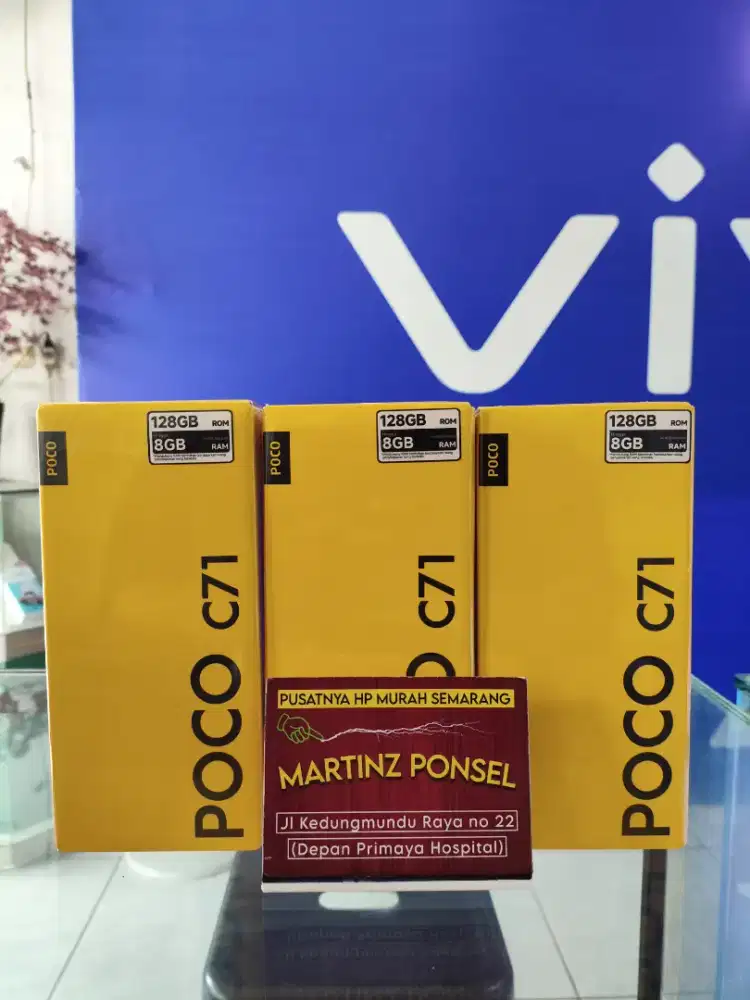 vi
128GB ROM
8GB RAM
POCO
POCO C71
128GB ROM
8GB RAM
POCO
C71
128GB ROM
8GB RAM
POCO
POCO C71
PUSATNYA HP MURAH SEMARANG
MARTINZ PONSEL
Jl Kedungmundu Raya no 22
(Depan Primaya Hospital)